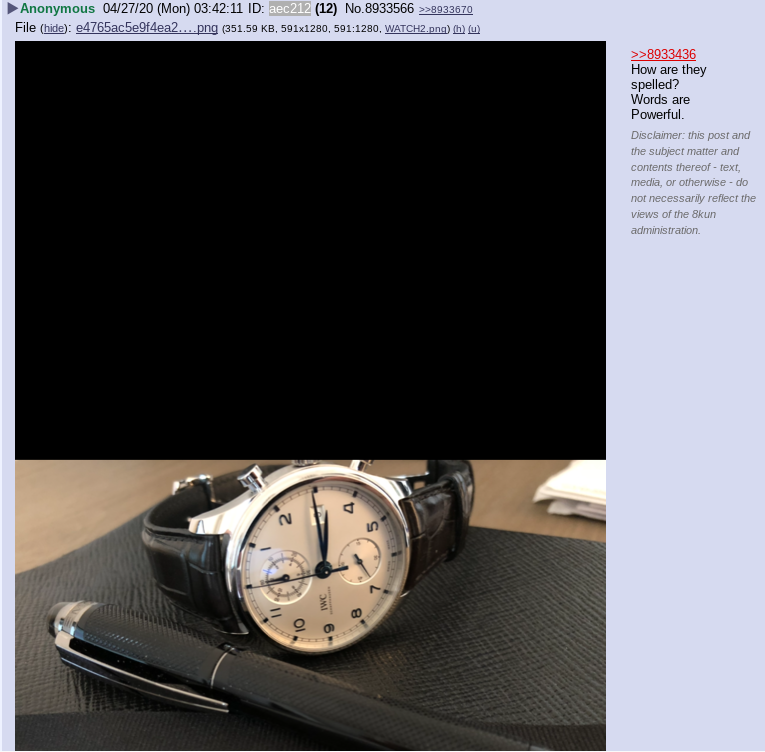 ▶Anonymous 04/27/20 (Mon) 03:42:11 ID: aec212 (12) No.8933566 >>8933670
File (hide): e4765ac5e9f4ea2….png (351.59 KB, 591x1280, 591:1280, WATCH2.png) (h) (u)
>>8933436
How are they
spelled?
Words are
Powerful.
Disclaimer: this post and
the subject matter and
contents thereof - text,
media, or otherwise - do
not necessarily reflect the
views of the 8kun
administration.
1
2
4
5
7
8
9
10
11
IWC